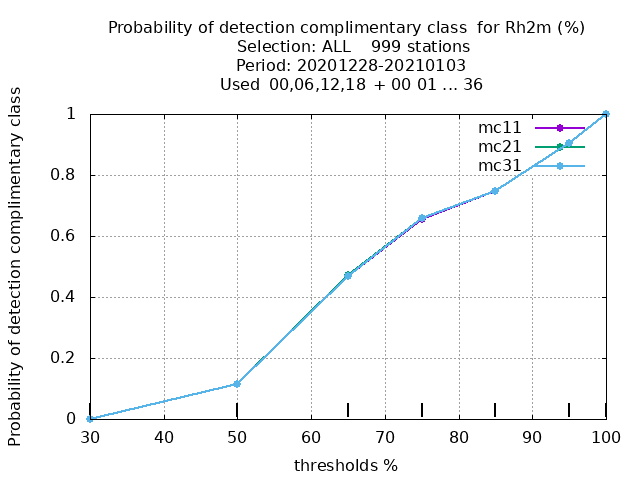 Probability of detection complimentary class  for Rh2m (%)
Selection: ALL    999 stations
Period: 20201228-20210103
Used  00,06,12,18  + 00 01 ... 36
Probability of detection complimentary class
1
0.8
0.6
0.4
0.2
0
mc11
mc21
mc31
30 40 50 60 70 80 90 100
thresholds %